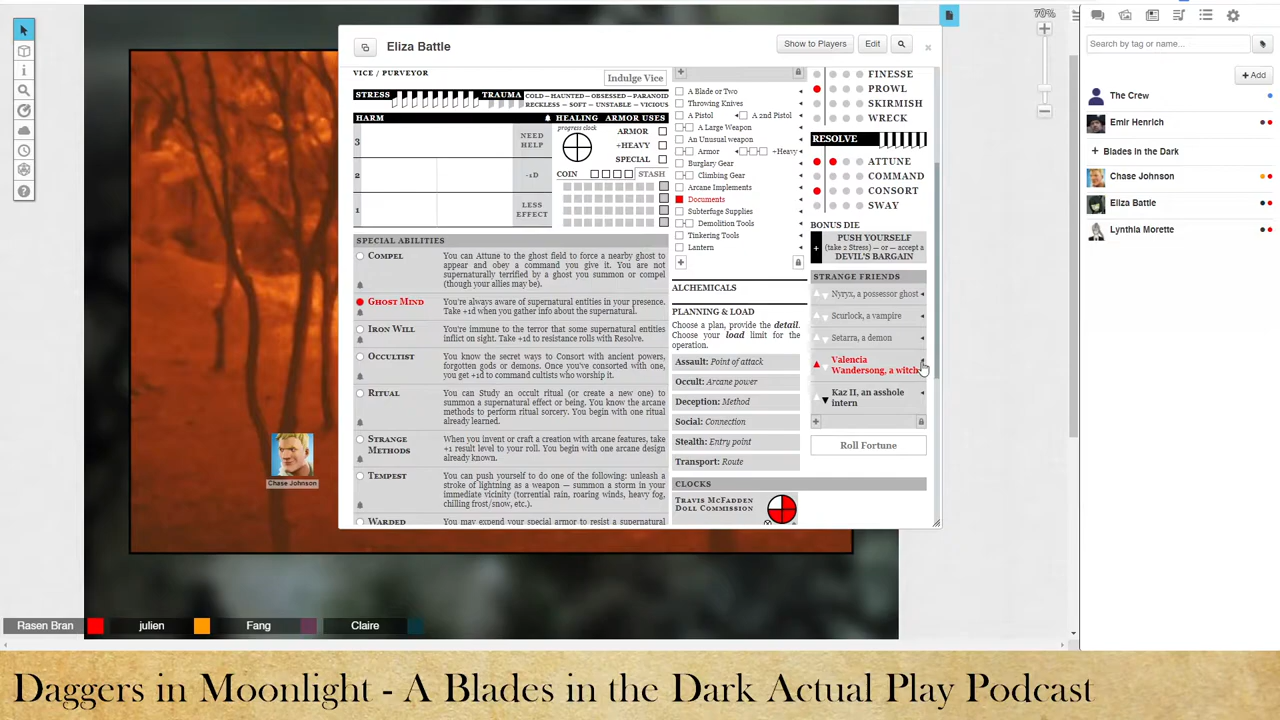 70%
Eliza Battle
Show to Players
Edit
Search by tag or name...
+ Add
The Crew
Emir Henrich
+ Blades in the Dark
Chase Johnson
Eliza Battle
Lynthia Morette
VICE / PURVEYOR
Indulge Vice
STRESS
TRAUMA
COLD—HAUNTED—OBSESSED—PARANOID
RECKLESS — SOFT — UNSTABLE — VICIOUS
HARM
HEALING
ARMOR USES
3
NEED
HELP
progress clock
ARMOR
+HEAVY
SPECIAL
2
-1D
COIN
STASH
1
LESS
EFFECT
SPECIAL ABILITIES
COMPEL
You can Attune to the ghost field to force a nearby ghost to
appear and obey a command you give it. You are not
supernaturally terrified by a ghost you summon or compel
(though your allies may be).
GHOST MIND
You're always aware of supernatural entities in your presence.
Take +1d when you gather info about the supernatural.
IRON WILL
You're immune to the terror that some supernatural entities
inflict on sight. Take +1d to resistance rolls with Resolve.
OCCULTIST
You know the secret ways to Consort with ancient powers,
forgotten gods or demons. Once you've consorted with one,
you get +1d to command cultists who worship it.
RITUAL
You can Study an occult ritual (or create a new one) to
summon a supernatural effect or being. You know the arcane
methods to perform ritual sorcery. You begin with one ritual
already learned.
STRANGE
METHODS
When you invent or craft a creation with arcane features, take
+1 result level to your roll. You begin with one arcane design
already known.
TEMPEST
You can push yourself to do one of the following: unleash a
stroke of lightning as a weapon — summon a storm in your
immediate vicinity (torrential rain, roaring winds, heavy fog,
chilling frost/snow, etc.).
WARDED
You may expend your special armor to resist a supernatural
A Blade or Two
Throwing Knives
A Pistol
A 2nd Pistol
A Large Weapon
An Unusual weapon
Armor
+Heavy
Burglary Gear
Climbing Gear
Arcane Implements
Documents
Subterfuge Supplies
Demolition Tools
Tinkering Tools
Lantern
ALCHEMICALS
PLANNING & LOAD
Choose a plan, provide the detail.
Choose your load limit for the
operation.
Assault: Point of attack
Occult: Arcane power
Deception: Method
Social: Connection
Stealth: Entry point
Transport: Route
CLOCKS
TRAVIS MCFADDEN
DOLL COMMISSION
FINESSE
PROWL
SKIRMISH
WRECK
RESOLVE
ATTUNE
COMMAND
CONSORT
SWAY
BONUS DIE
+
PUSH YOURSELF
(take 2 Stress) — or — accept a
DEVIL'S BARGAIN
STRANGE FRIENDS
Nyryx, a possessor ghost
Scurlock, a vampire
Setarra, a demon
Valencia
Wandersong, a witch
Kaz II, an asshole
intern
Roll Fortune
Chase Johnson
Rasen Bran
julien
Fang
Claire
Daggers in Moonlight - A Blades in the Dark Actual Play Podcast